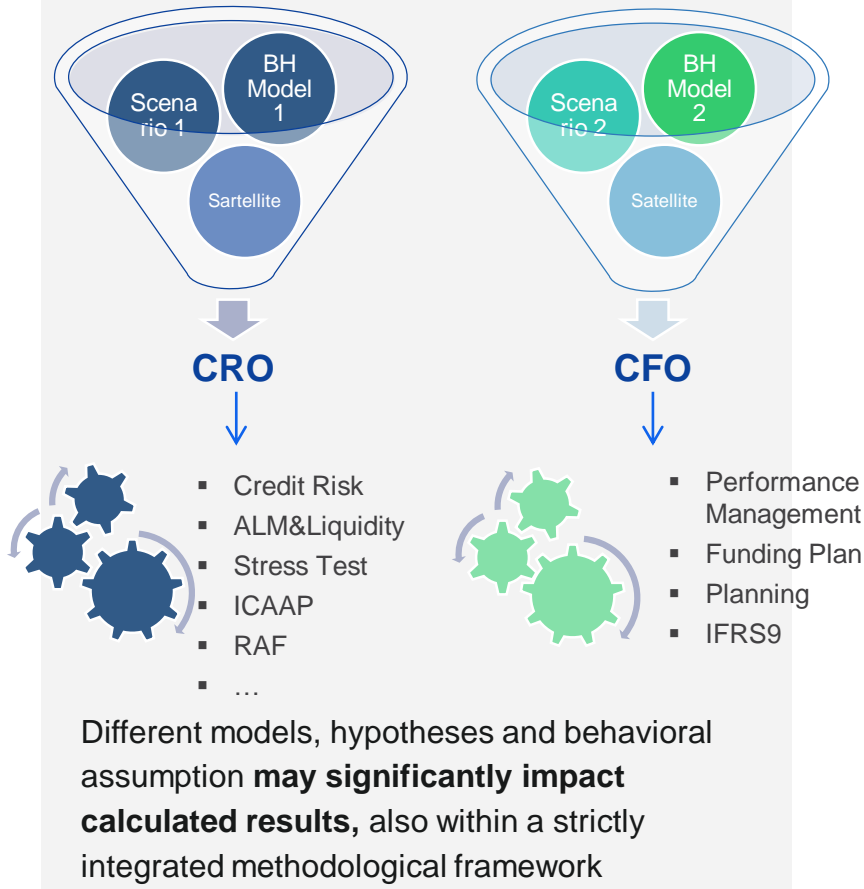 Scena
rio 1
BH
Model
1
Sartellite
Scena
rio 2
BH
Model
2
Satellite
CRO
CFO
▪ Credit Risk
▪ ALM&Liquidity
▪ Stress Test
▪ ICAAP
▪ RAF
▪ …
▪ Performance
Management
▪ Funding Plan
▪ Planning
▪ IFRS9
Different models, hypotheses and behavioral
assumption may significantly impact
calculated results, also within a strictly
integrated methodological framework